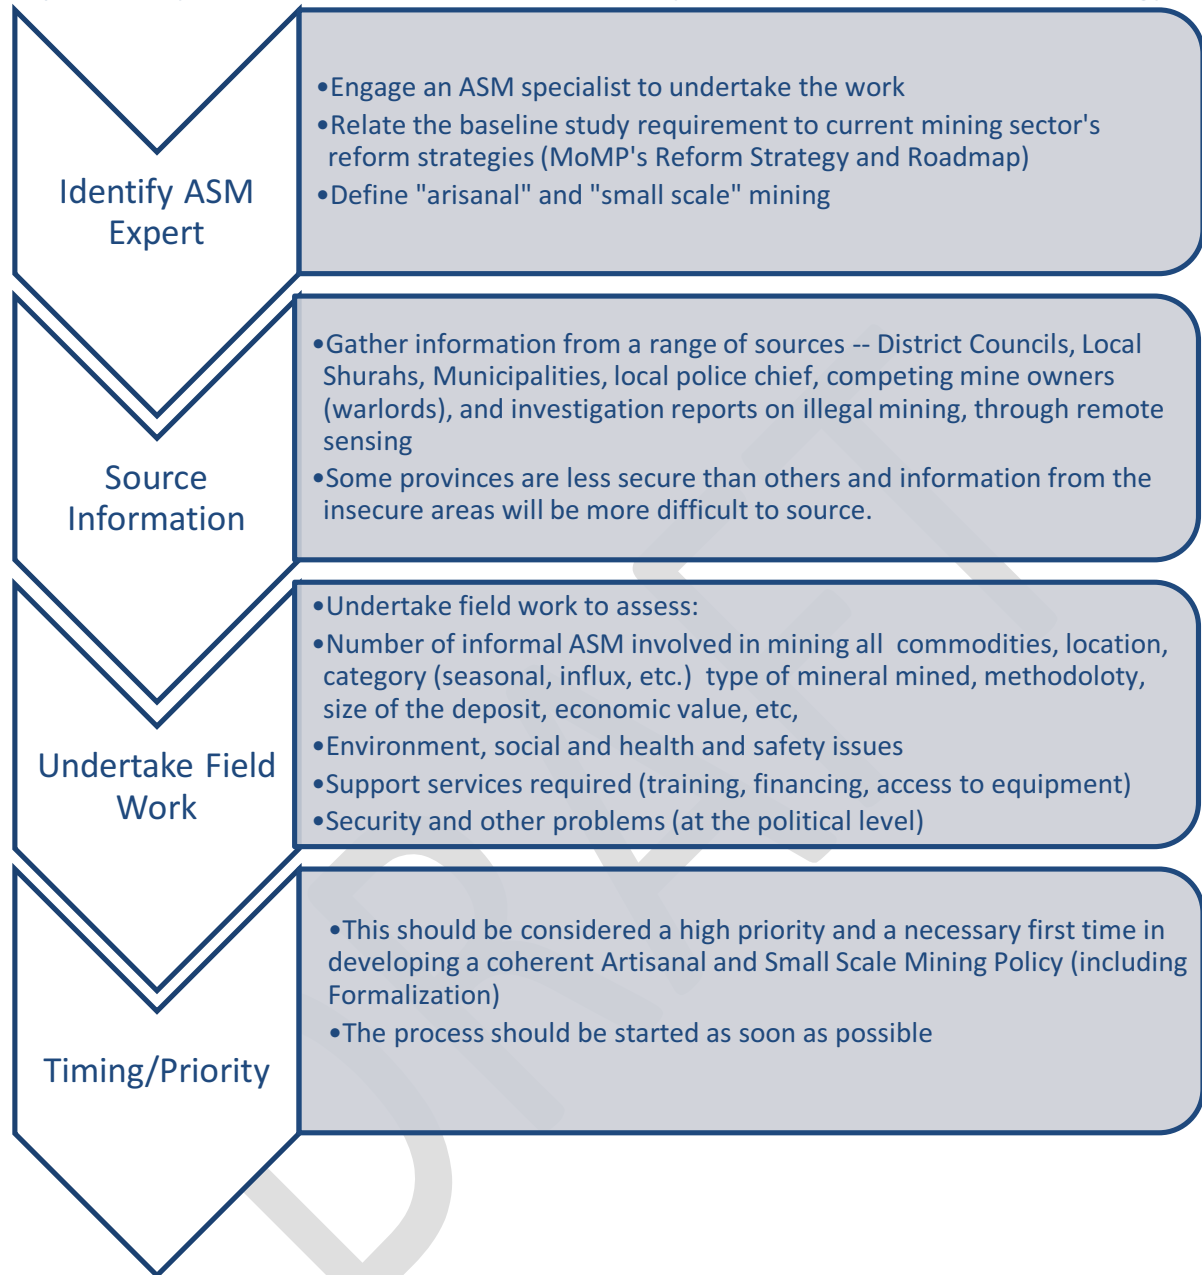 Identify ASM
Expert
•Engage an ASM specialist to undertake the work
•Relate the baseline study requirement to current mining sector's
reform strategies (MoMP's Reform Strategy and Roadmap)
•Define "arisanal" and "small scale" mining
Source
Information
•Gather information from a range of sources -- District Councils, Local
Shurahs, Municipalities, local police chief, competing mine owners
(warlords), and investigation reports on illegal mining, through remote
sensing
•Some provinces are less secure than others and information from the
insecure areas will be more difficult to source.
Undertake Field
Work
•Undertake field work to assess:
•Number of informal ASM involved in mining all commodities, location,
category (seasonal, influx, etc.) type of mineral mined, methodoloty,
size of the deposit, economic value, etc,
•Environment, social and health and safety issues
•Support services required (training, financing, access to equipment)
•Security and other problems (at the political level)
Timing/Priority
•This should be considered a high priority and a necessary first time in
developing a coherent Artisanal and Small Scale Mining Policy (including
Formalization)
•The process should be started as soon as possible
DRAFT